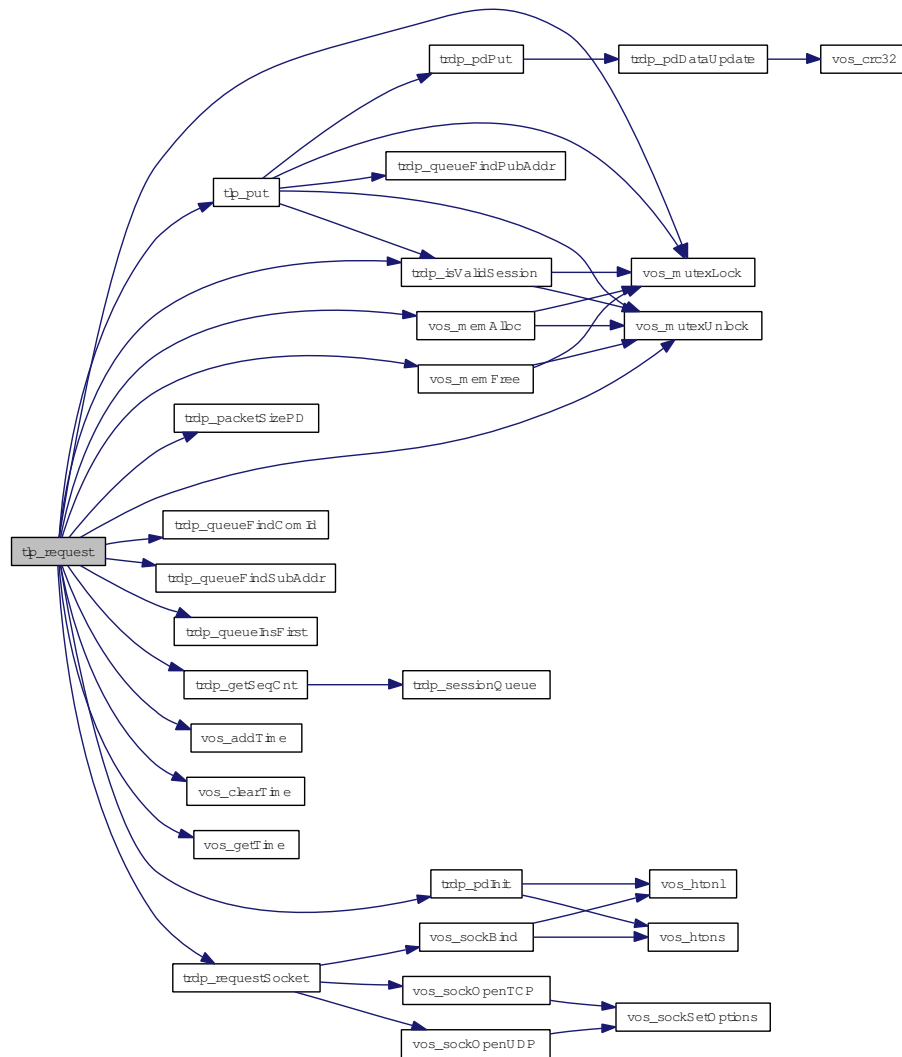 trdp_pdPut
trdp_pdDataUpdate
vos_crc32
trdp_queueFindPubAddr
tlp_put
trdp_isValidSession
vos_mutexLock
vos_memAlloc
vos_mutexUnlock
vos_memFree
trdp_packetSizePD
trdp_queueFindComId
tlp_request
trdp_queueFindSubAddr
trdp_queueInsFirst
trdp_getSeqCnt
trdp_sessionQueue
vos_addTime
vos_clearTime
vos_getTime
trdp_pdInit
vos_htonl
vos_sockBind
vos_htons
trdp_requestSocket
vos_sockOpenTCP
vos_sockSetOptions
vos_sockOpenUDP